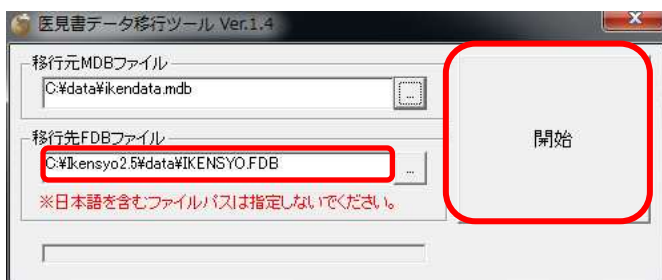 医見書データ移行ツール Ver.1.4
移行元MDBファイル
C:¥data¥ikendata.mdb
...
移行先FDBファイル
C:¥Ikensyo2.5¥data¥IKENSYO.FDB
...
※日本語を含むファイルパスは指定しないでください。
開始